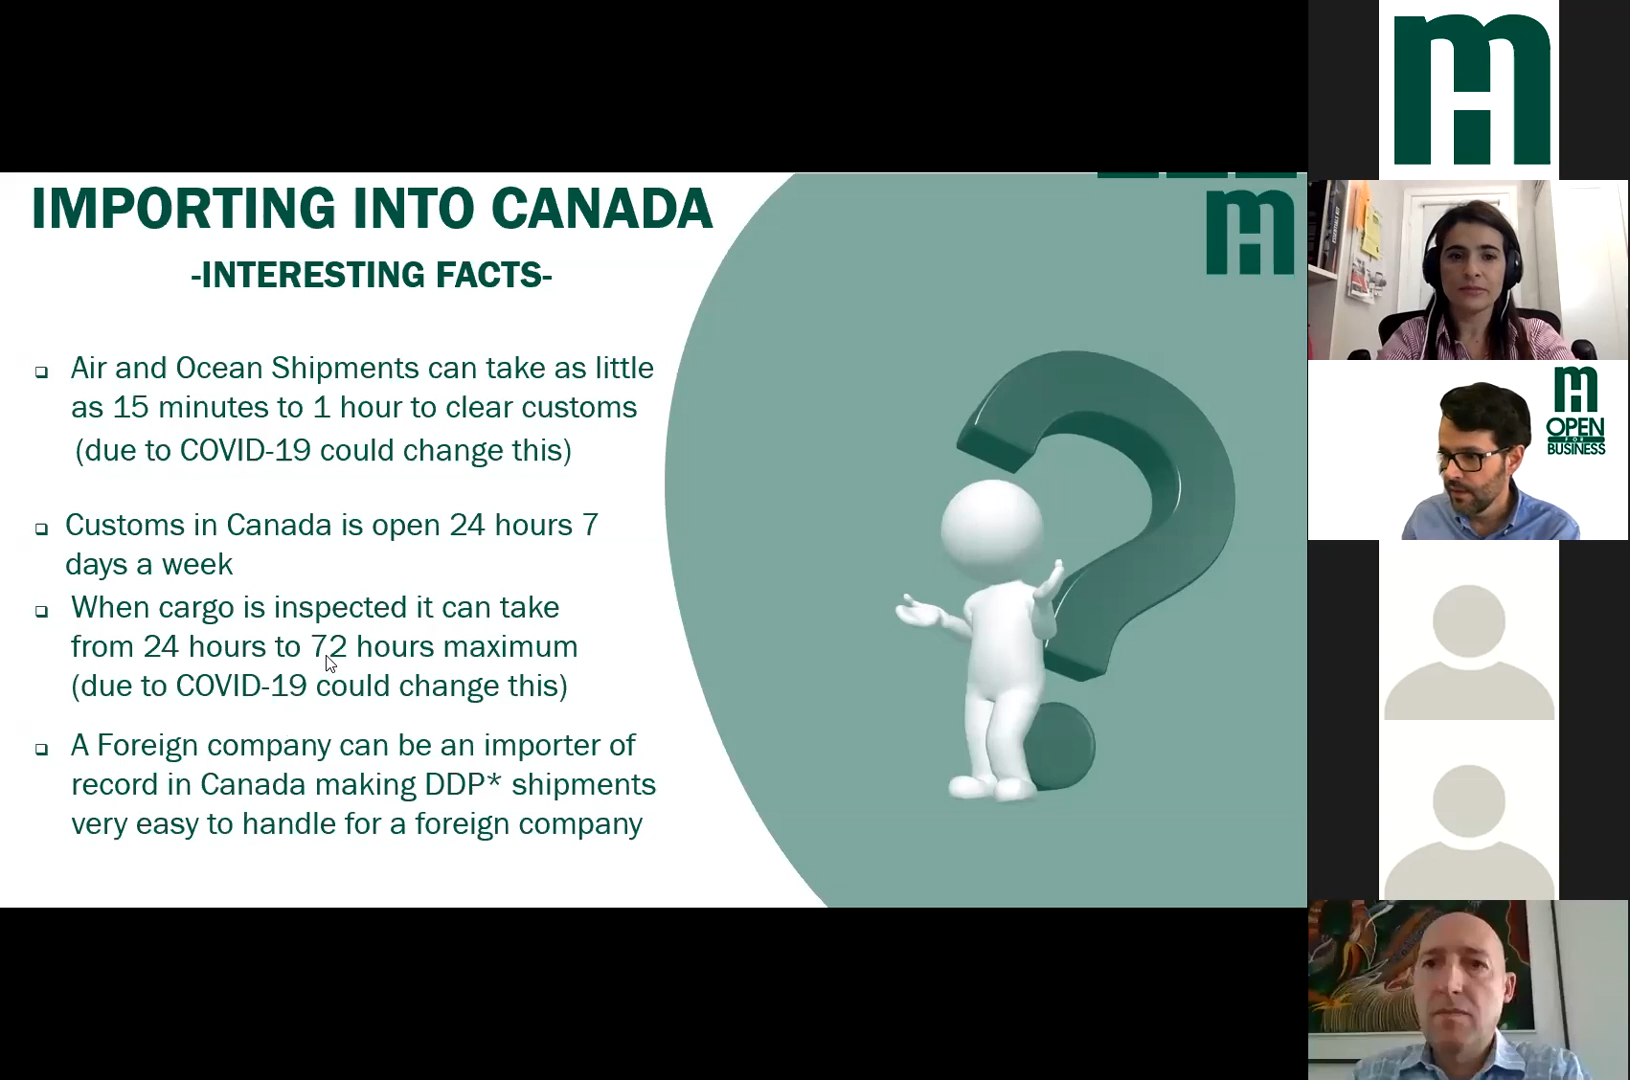 IMPORTING INTO CANADA
-INTERESTING FACTS-
Air and Ocean Shipments can take as little
as 15 minutes to 1 hour to clear customs
(due to COVID-19 could change this)
Customs in Canada is open 24 hours 7
days a week
When cargo is inspected it can take
from 24 hours to 72 hours maximum
(due to COVID-19 could change this)
A Foreign company can be an importer of
record in Canada making DDP* shipments
very easy to handle for a foreign company
mH
mH
mH
OPEN
FOR
BUSINESS